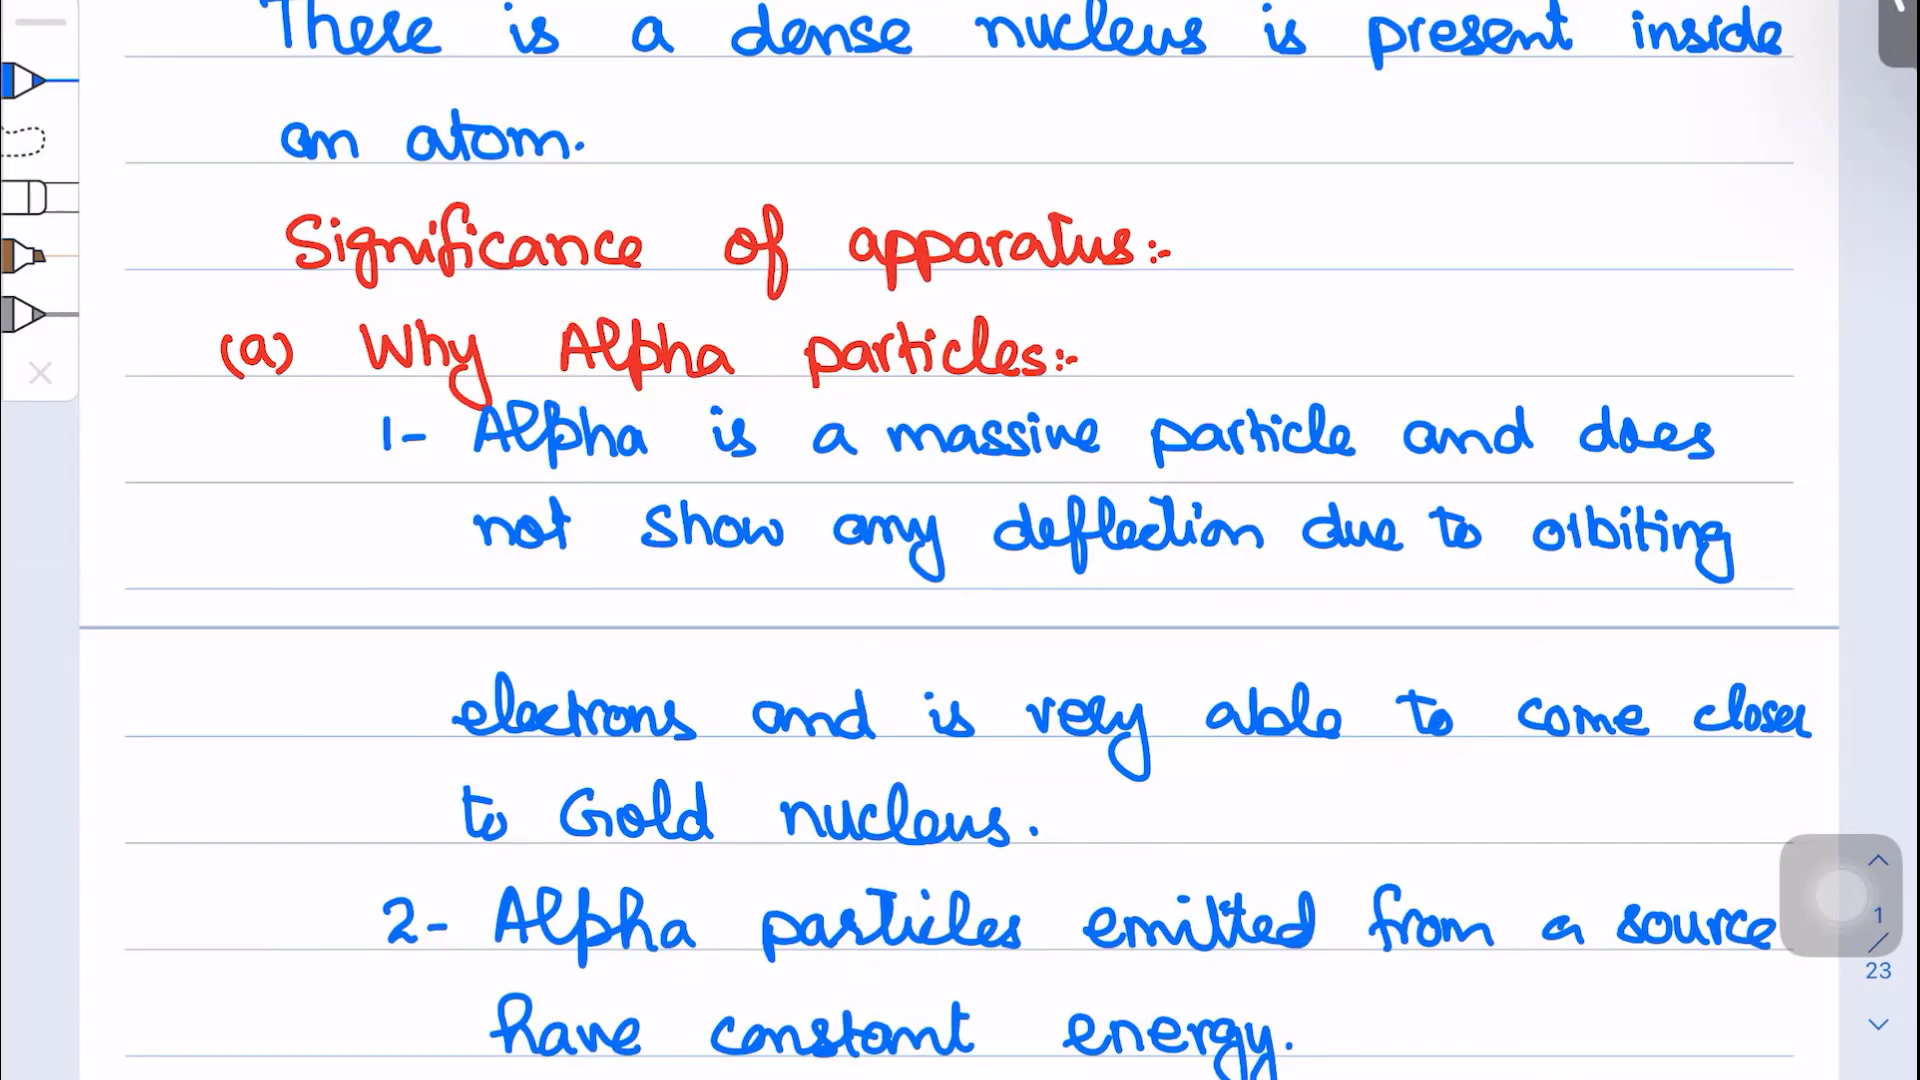 There is a dense nucleus is present inside
an atom.
Significance of apparatus:-
(a) Why Alpha particles:-
1- Alpha is a massive particle and does
not show any deflection due to orbiting
electrons and is very able to come closer
to Gold nucleus.
2- Alpha particles emitted from a source
have constant energy.
1
/
23